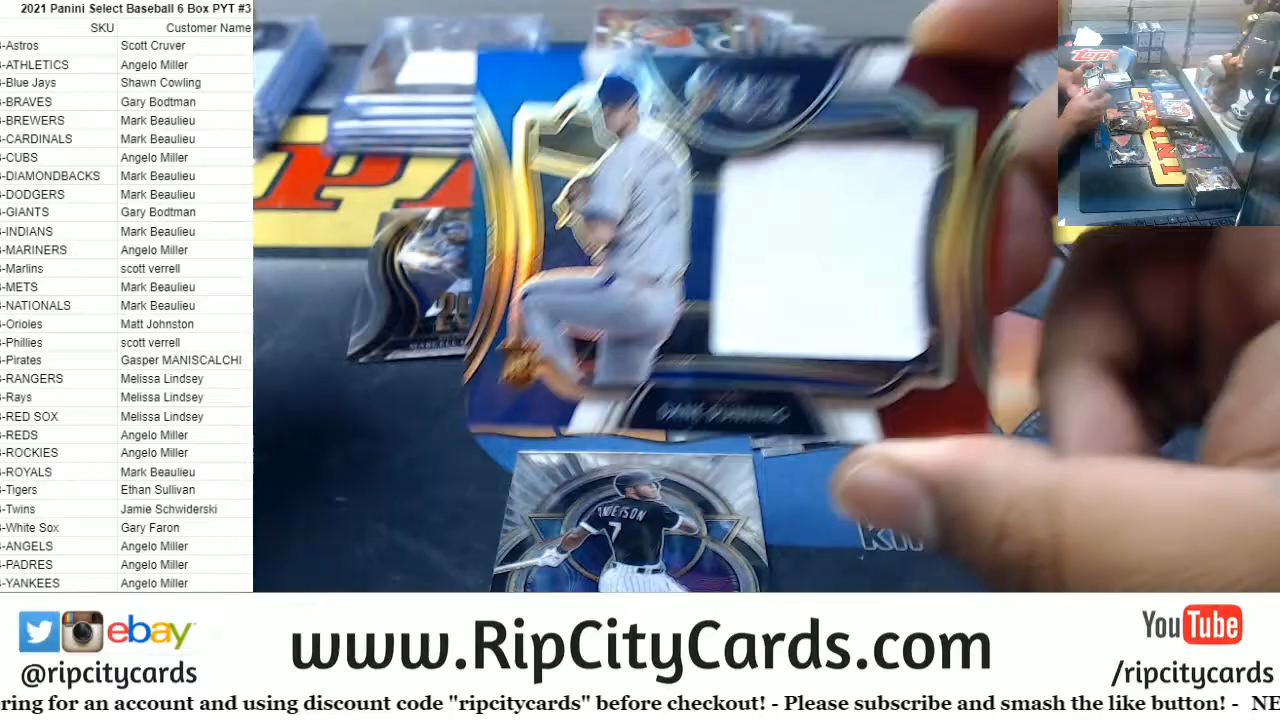 2021 Panini Select Baseball 6 Box PYT #3
SKU Customer Name
-Astros Scott Cruver
-ATHLETICS Angelo Miller
-Blue Jays Shawn Cowling
-BRAVES Gary Bodtman
-BREWERS Mark Beaulieu
-CARDINALS Mark Beaulieu
-CUBS Angelo Miller
-DIAMONDBACKS Mark Beaulieu
-DODGERS Mark Beaulieu
-GIANTS Gary Bodtman
-INDIANS Mark Beaulieu
-MARINERS Angelo Miller
-Marlins scott verrell
-METS Mark Beaulieu
-NATIONALS Mark Beaulieu
-Orioles Matt Johnston
-Phillies scott verrell
-Pirates Gasper MANISCALCHI
-RANGERS Melissa Lindsey
-Rays Melissa Lindsey
-RED SOX Melissa Lindsey
-REDS Angelo Miller
-ROCKIES Angelo Miller
-ROYALS Mark Beaulieu
-Tigers Ethan Sullivan
-Twins Jamie Schwiderski
-White Sox Gary Faron
-ANGELS Angelo Miller
-PADRES Angelo Miller
-YANKEES Angelo Miller
PANINI
7
ebay
@ripcitycards
www.RipCityCards.com
YouTube
/ripcitycards
ring for an account and using discount code "ripcitycards" before checkout! - Please subscribe and smash the like button! - NE